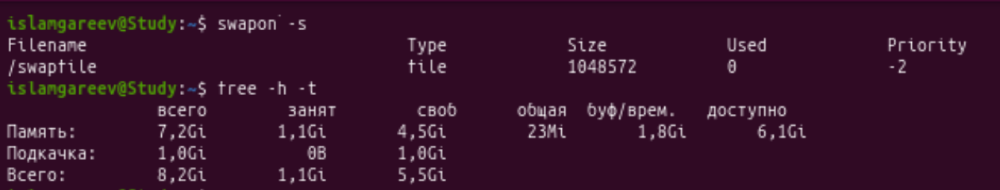 islamgareev@Study:~$ swapon -s
Filename Type Size Used Priority
/swapfile file 1048572 0 -2
islamgareev@Study:~$ free -h -t
всего занят своб общая буф/врем. доступно
Память: 7,2Gi 1,1Gi 4,5Gi 23Mi 1,8Gi 6,1Gi
Подкачка: 1,0Gi 0B 1,0Gi
Всего: 8,2Gi 1,1Gi 5,5Gi